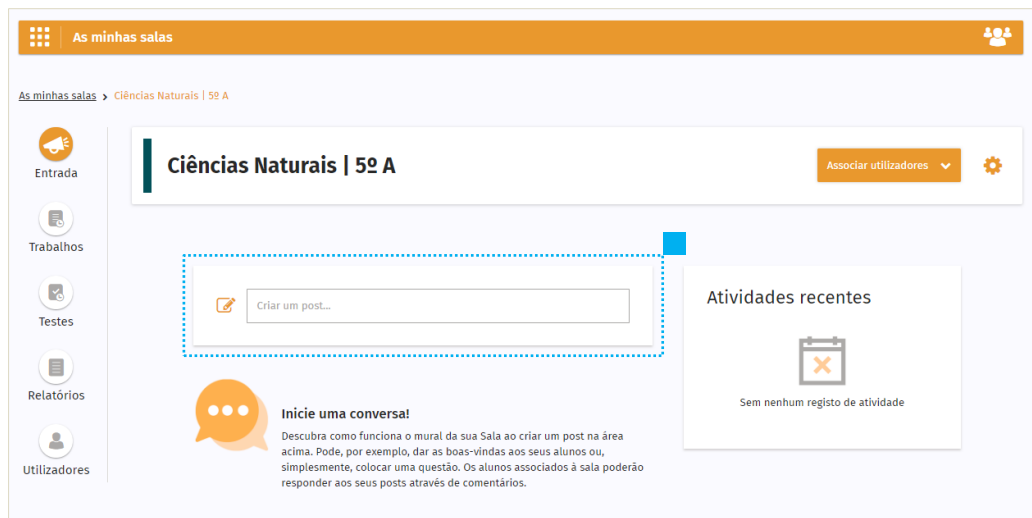 As minhas salas
As minhas salas > Ciências Naturais | 5º A
Entrada
Trabalhos
Testes
Relatórios
Utilizadores
Ciências Naturais | 5º A
Associar utilizadores
Criar um post...
Inicie uma conversa!
Descubra como funciona o mural da sua Sala ao criar um post na área
acima. Pode, por exemplo, dar as boas-vindas aos seus alunos ou,
simplesmente, colocar uma questão. Os alunos associados à sala poderão
responder aos seus posts através de comentários.
Atividades recentes
Sem nenhum registo de atividade